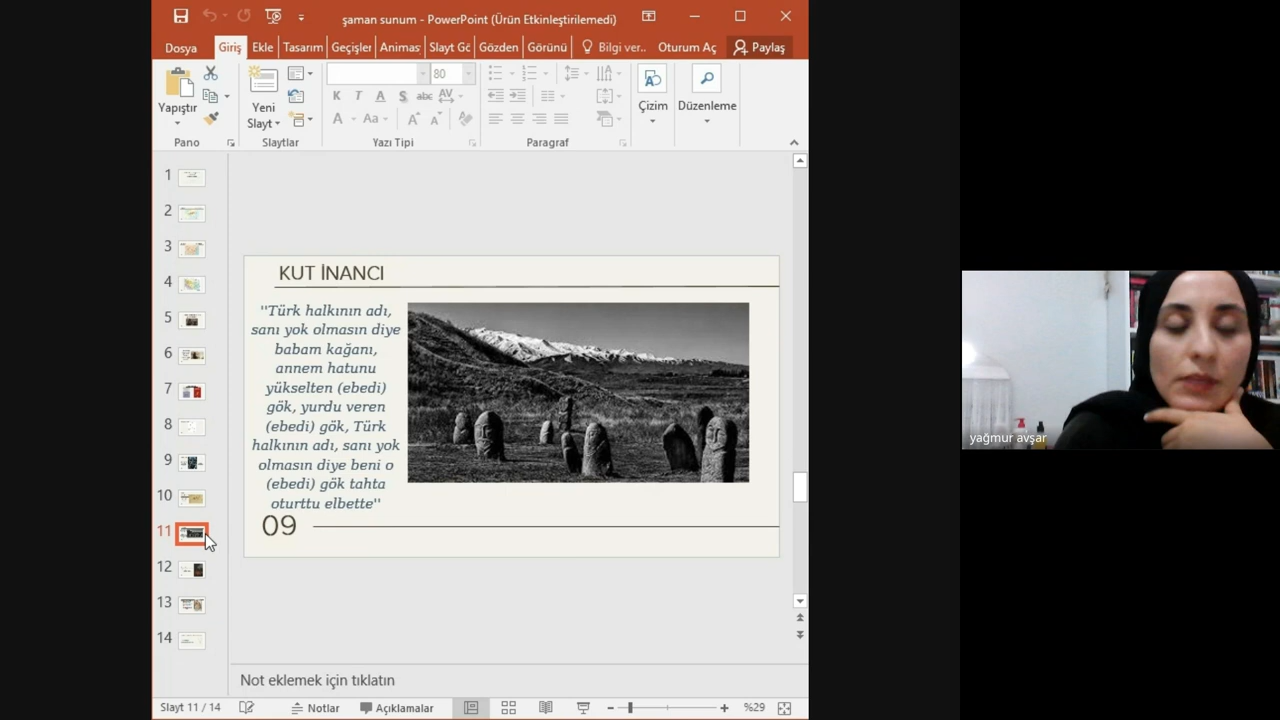 şaman sunum - PowerPoint (Ürün Etkinleştirilemedi)
Dosya Giriş Ekle Tasarım Geçişler Animas Slayt Gö Gözden Görünü Bilgi ver.. Oturum Aç Paylaş
80
Yapıştır
Yeni
Slayt
K T A S abc AV
A Aa A A
Çizim
Düzenleme
Pano Slaytlar Yazı Tipi Paragraf
1
2
3
4
5
6
7
8
9
10
11
12
13
14
KUT İNANCI
"Türk halkının adı,
sanı yok olmasın diye
babam kağanı,
annem hatunu
yükselten (ebedi)
gök, yurdu veren
(ebedi) gök, Türk
halkının adı, sanı yok
olmasın diye beni o
(ebedi) gök tahta
oturttu elbette"
09
Not eklemek için tıklatın
Slayt 11 / 14 Notlar Açıklamalar %29
yağmur avşar